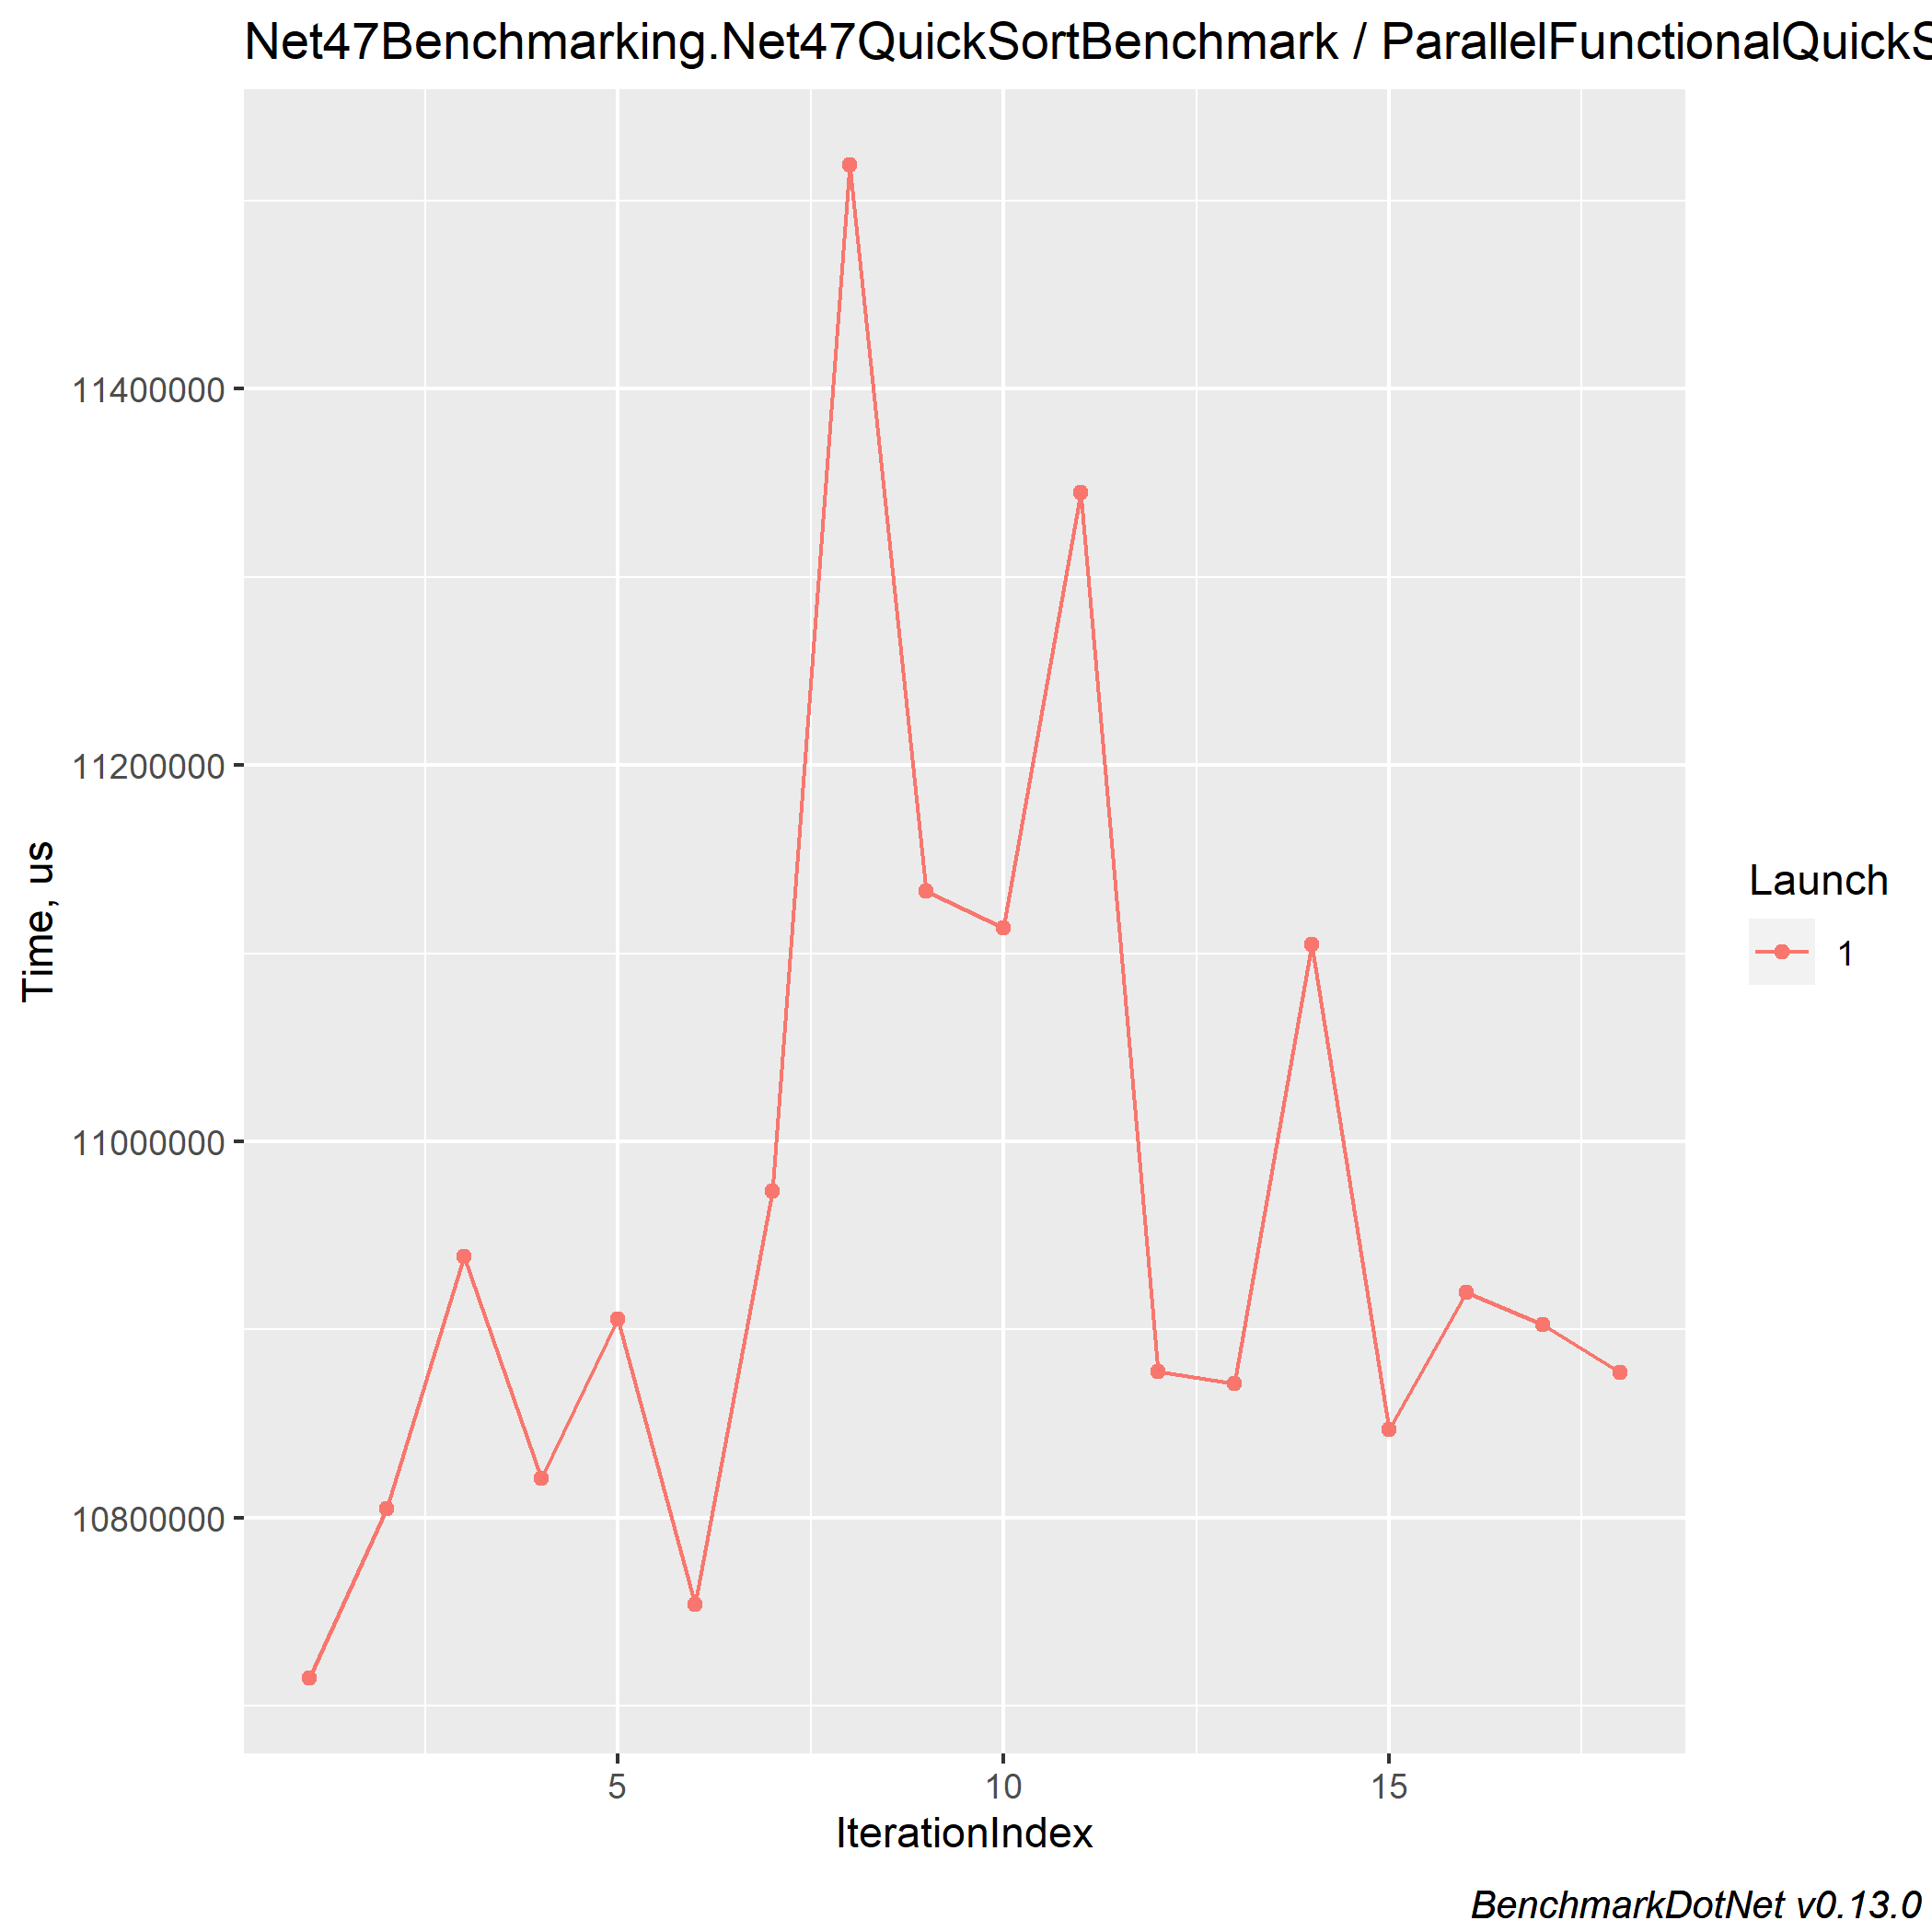 Net47Benchmarking.Net47QuickSortBenchmark / ParallelFunctionalQuickS
11400000
11200000
11000000
10800000
Time, us
5 10 15
IterationIndex
Launch
1
BenchmarkDotNet v0.13.0